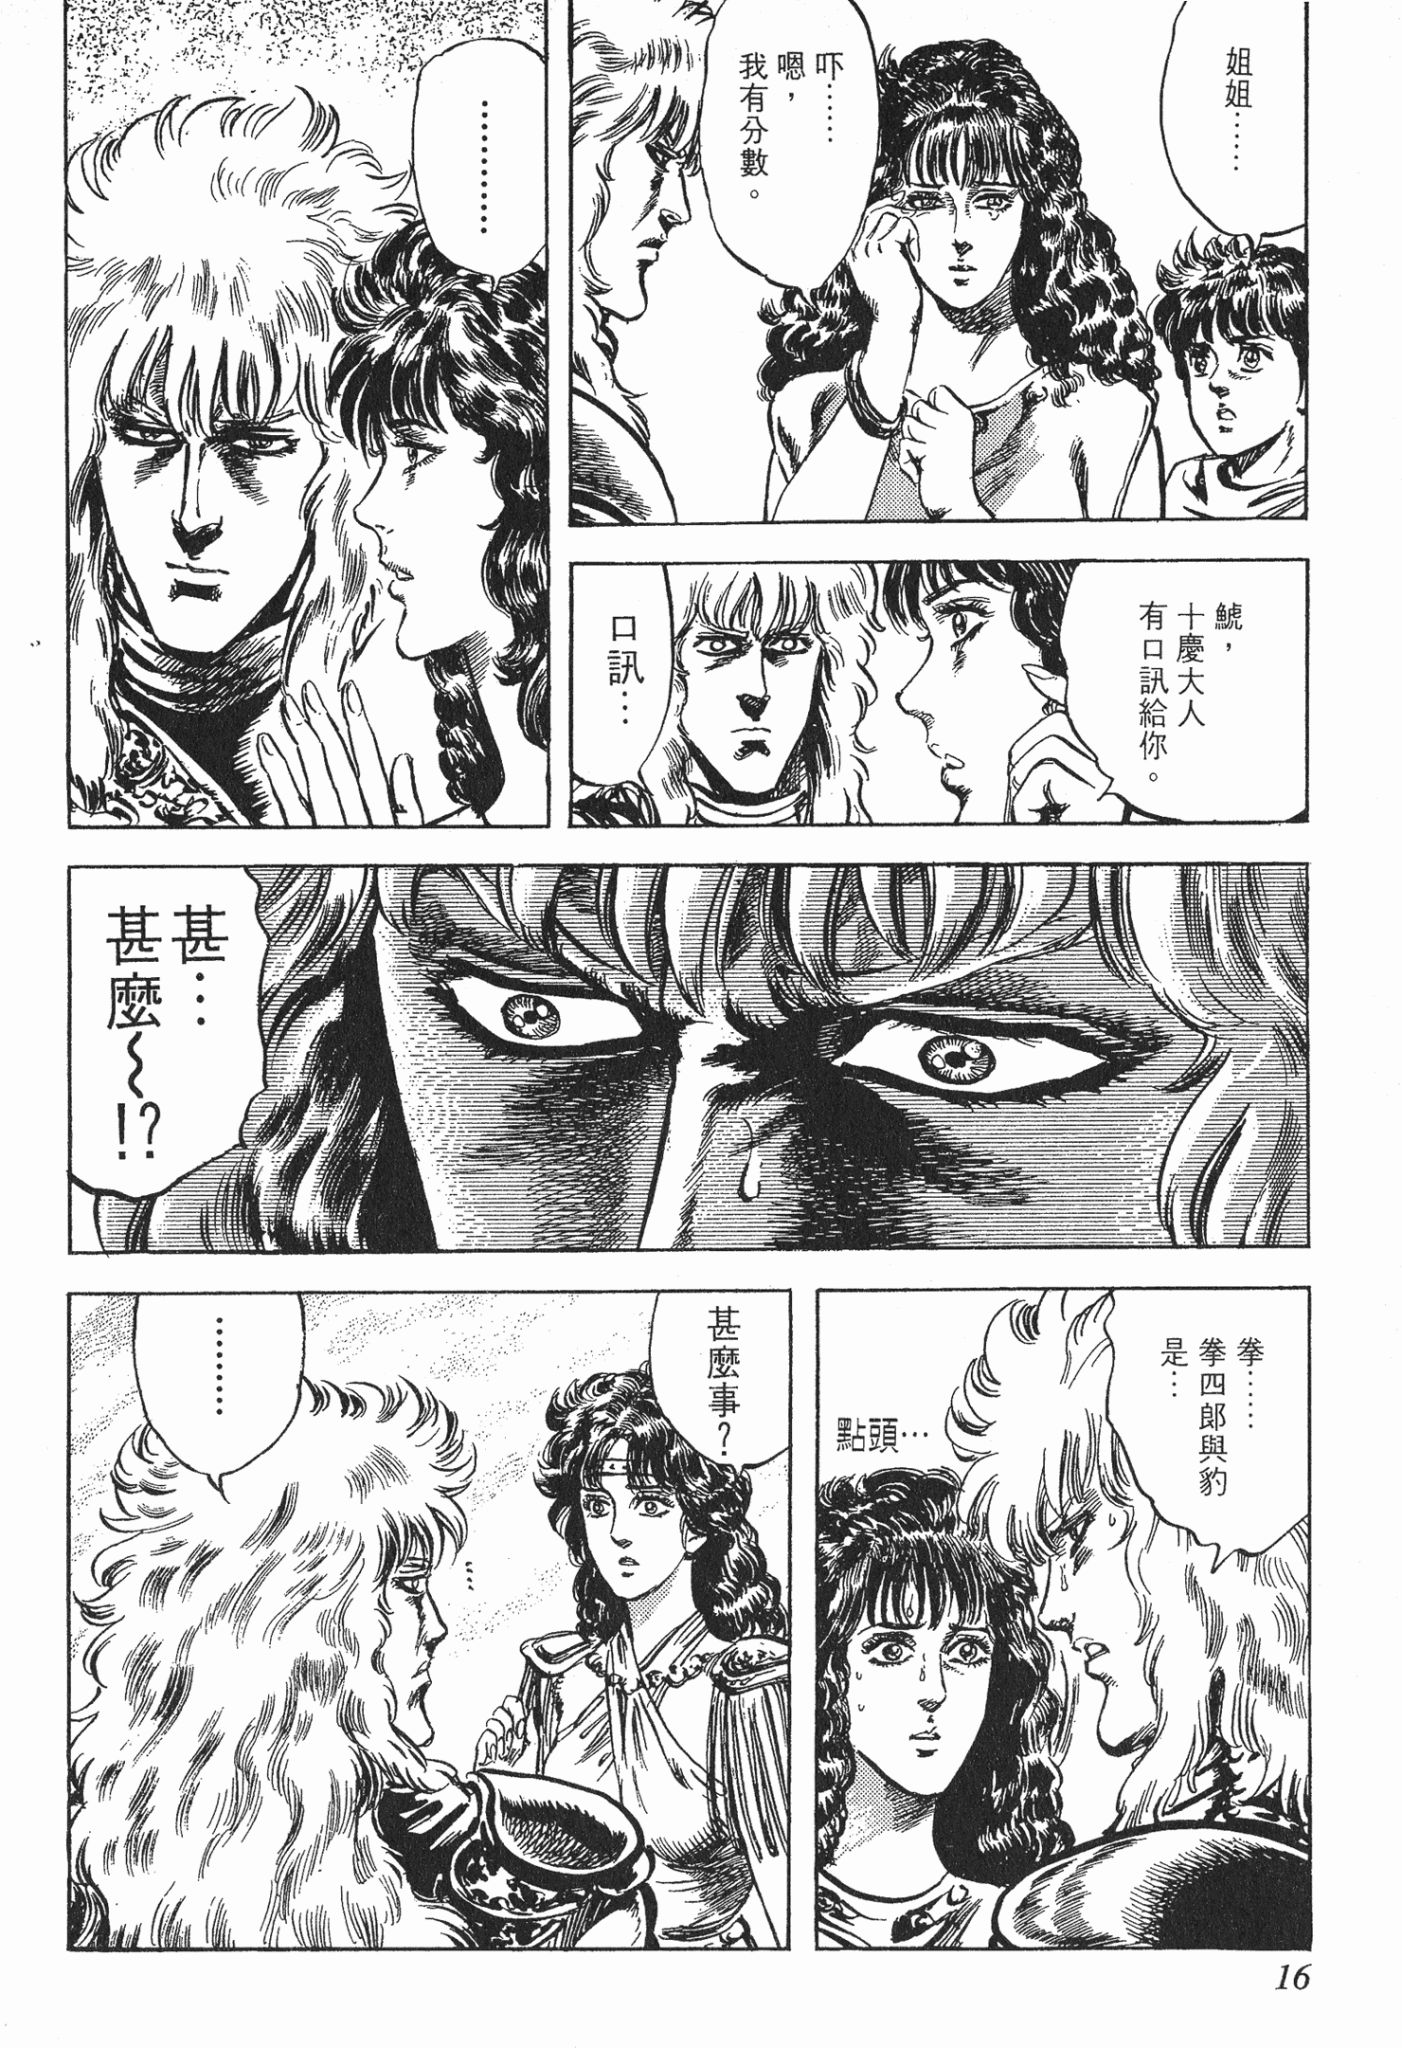 姐姐……
吓……
嗯，
我有分數。
鯱，
十慶大人
有口訊給你。
口訊…
…………
甚…
甚麼～!?
拳……
拳四郎與豹
是…
點頭…
甚麼事？
…………
…
16